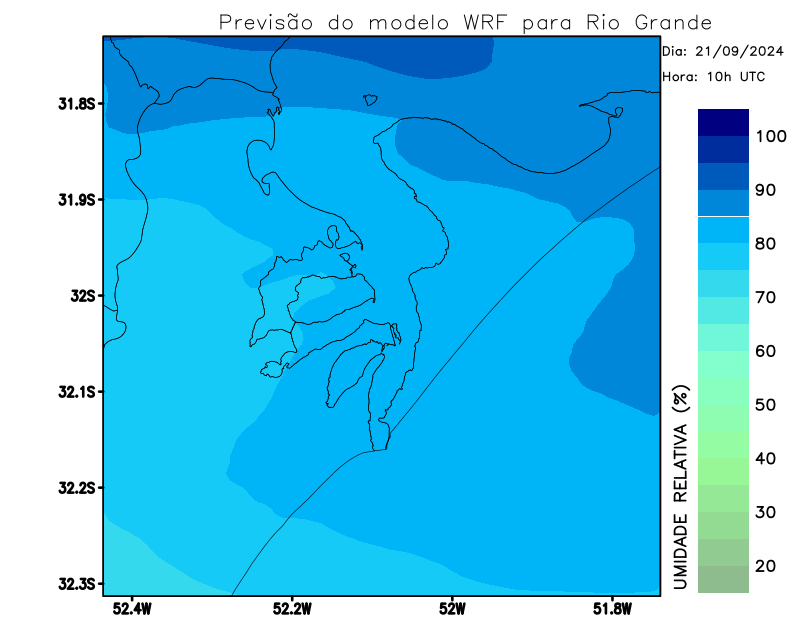 Previsão do modelo WRF para Rio Grande
Dia: 21/09/2024
Hora: 10h UTC
31.8S
31.9S
32S
32.1S
32.2S
32.3S
52.4W
52.2W
52W
51.8W
UMIDADE RELATIVA (%)
100
90
80
70
60
50
40
30
20